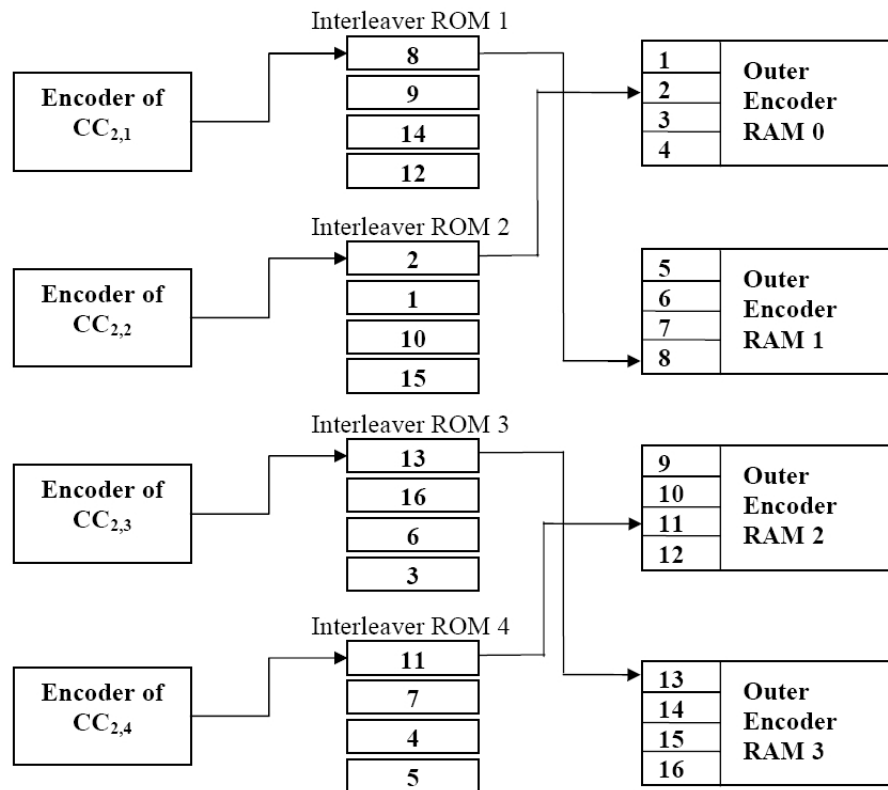 Interleaver ROM 1
Encoder of
CC2,1
8
9
14
12
1
2
3
4
Outer
Encoder
RAM 0
Interleaver ROM 2
Encoder of
CC2,2
2
1
10
15
5
6
7
8
Outer
Encoder
RAM 1
Interleaver ROM 3
Encoder of
CC2,3
13
16
6
3
9
10
11
12
Outer
Encoder
RAM 2
Interleaver ROM 4
Encoder of
CC2,4
11
7
4
5
13
14
15
16
Outer
Encoder
RAM 3